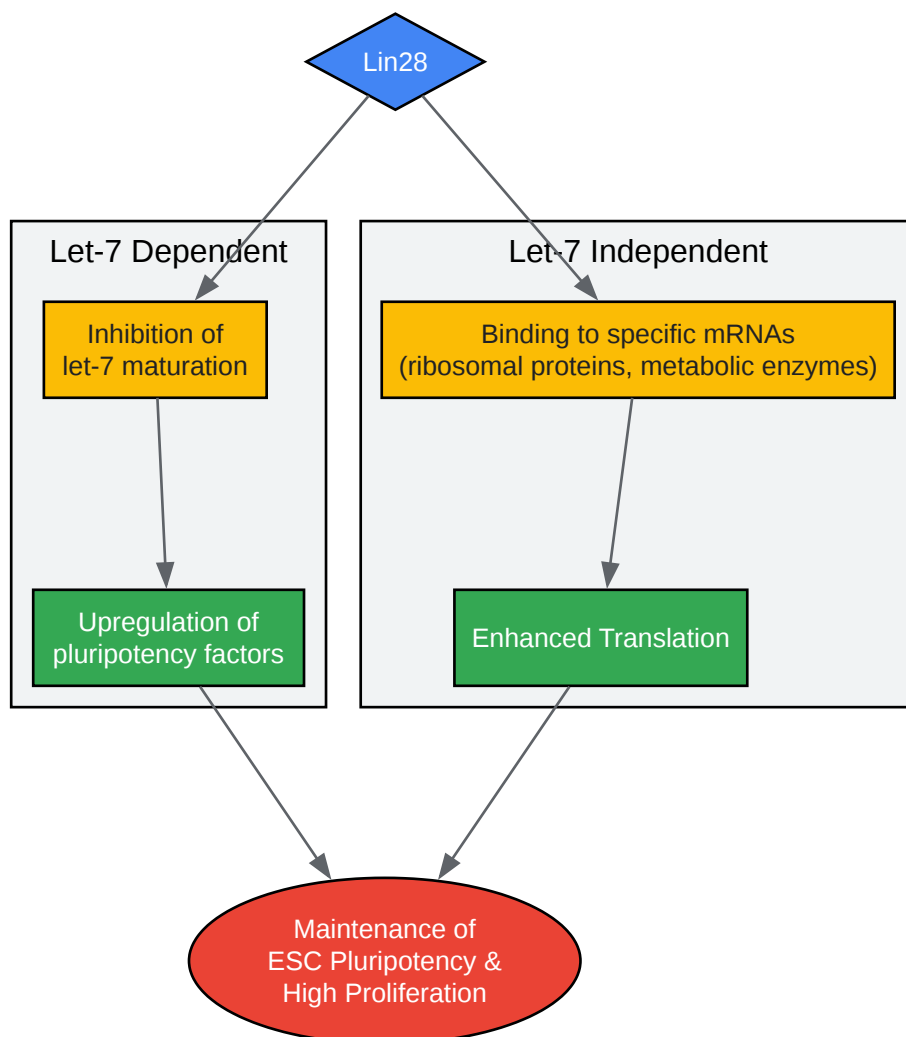 Lin28
Let-7 Dependent
Inhibition of
let-7 maturation
Upregulation of
pluripotency factors
Let-7 Independent
Binding to specific mRNAs
(ribosomal proteins, metabolic enzymes)
Enhanced Translation
Maintenance of
ESC Pluripotency &
High Proliferation